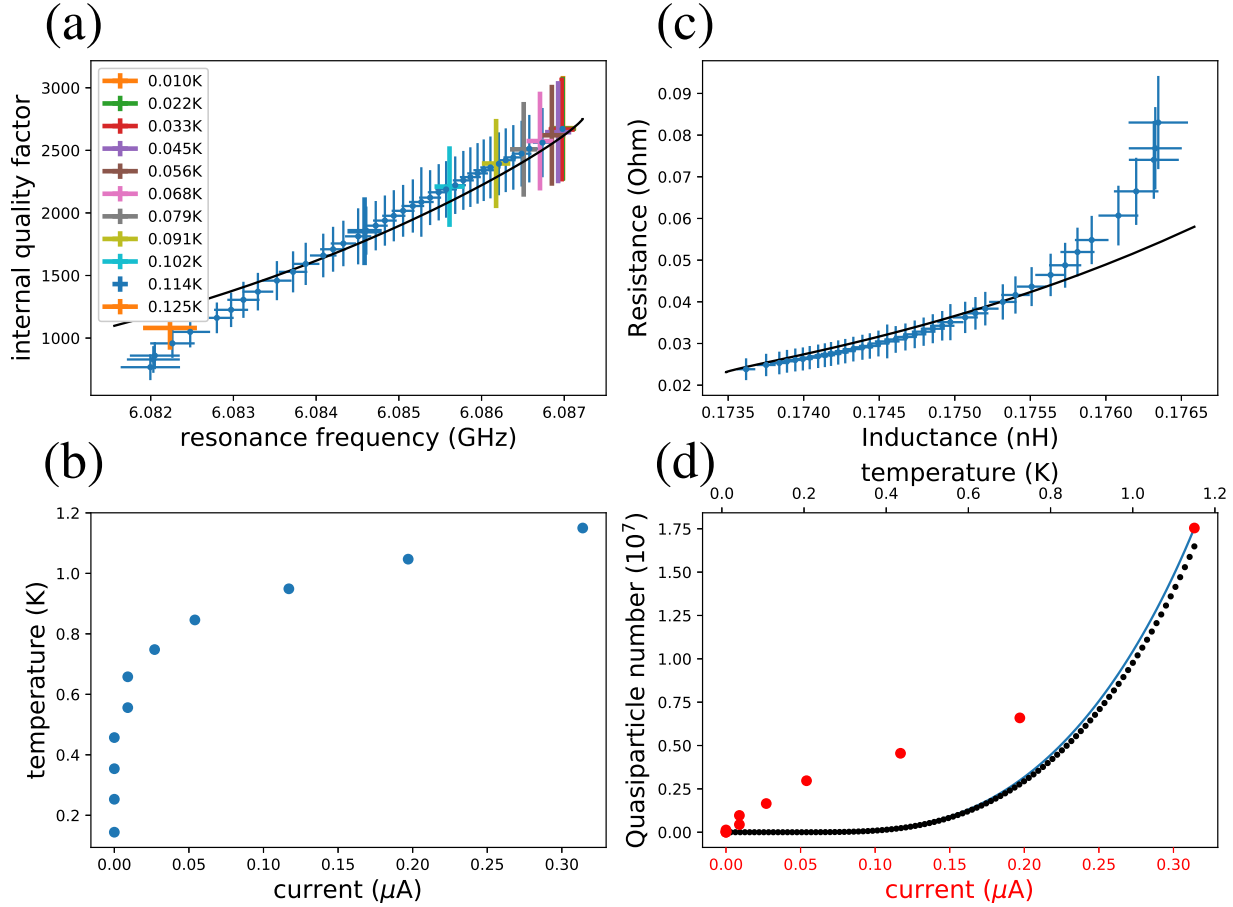 (a)
3000
2500
2000
1500
1000
internal quality factor
0.010K
0.022K
0.033K
0.045K
0.056K
0.068K
0.079K
0.091K
0.102K
0.114K
0.125K
6.082 6.083 6.084 6.085 6.086 6.087
resonance frequency (GHz)
(c)
0.09
0.08
0.07
0.06
0.05
0.04
0.03
0.02
Resistance (Ohm)
0.1735 0.1740 0.1745 0.1750 0.1755 0.1760 0.1765
Inductance (nH)
(b)
1.2
1.0
0.8
0.6
0.4
0.2
temperature (K)
0.00 0.05 0.10 0.15 0.20 0.25 0.30
current (μA)
(d)
temperature (K)
0.0 0.2 0.4 0.6 0.8 1.0 1.2
1.75
1.50
1.25
1.00
0.75
0.50
0.25
0.00
Quasiparticle number (10⁷)
0.00 0.05 0.10 0.15 0.20 0.25 0.30
current (μA)